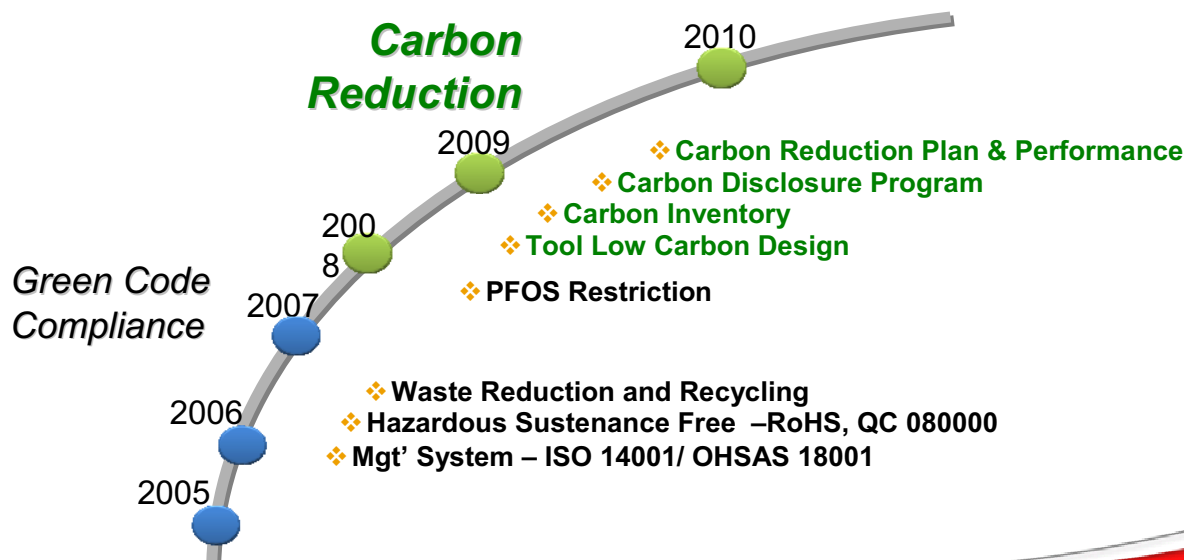 Carbon
Reduction
2010
2009
❖ Carbon Reduction Plan & Performance
❖ Carbon Disclosure Program
❖ Carbon Inventory
❖ Tool Low Carbon Design
200
8
❖ PFOS Restriction
Green Code
Compliance
2007
❖ Waste Reduction and Recycling
2006
❖ Hazardous Sustenance Free –RoHS, QC 080000
❖ Mgt’ System – ISO 14001/ OHSAS 18001
2005